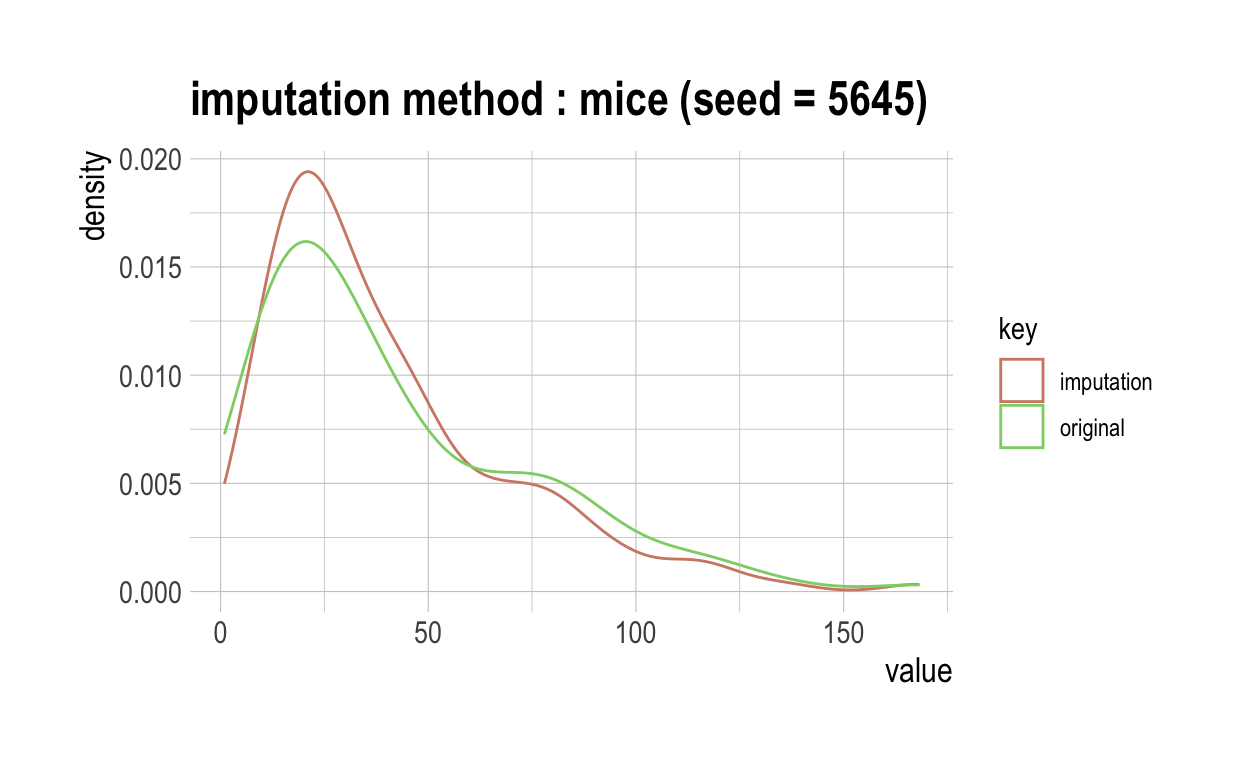 imputation method : mice (seed = 5645)
density
0.020
0.015
0.010
0.005
0.000
0 50 100 150
value
key
imputation
original